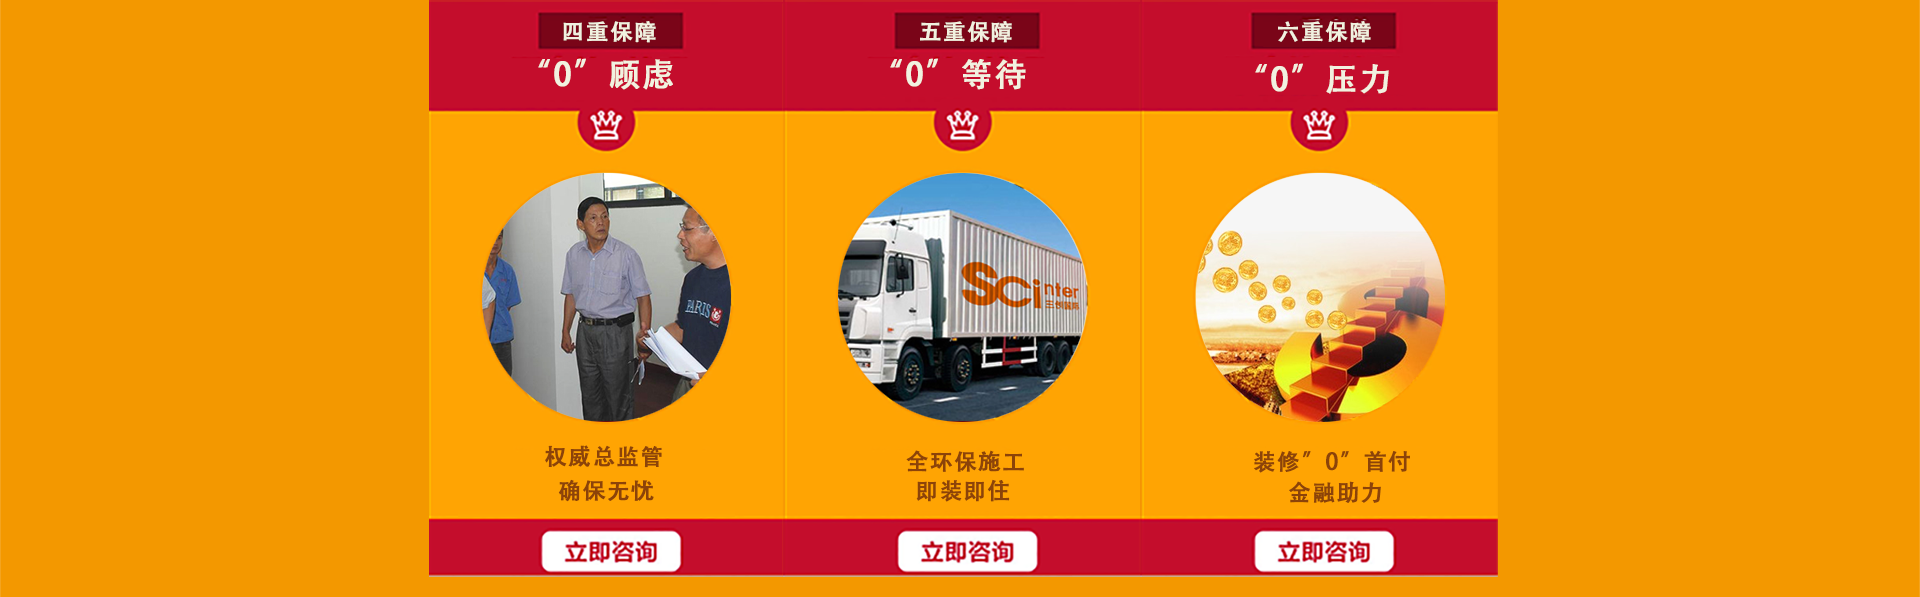 四重保障
“0” 顾虑
PARIS
权威总监管
确保无忧
立即咨询
五重保障
“0” 等待
SCinter
全环保施工
即装即住
立即咨询
六重保障
“0” 压力
装修”0”首付
金融助力
立即咨询